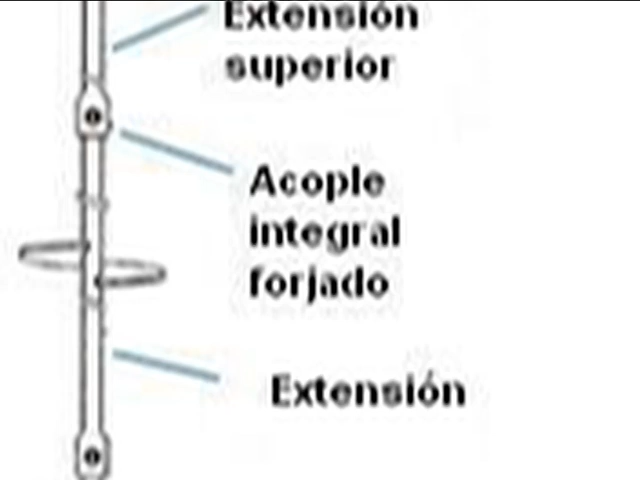 Extensión
superior
Acople
integral
forjado
Extensión